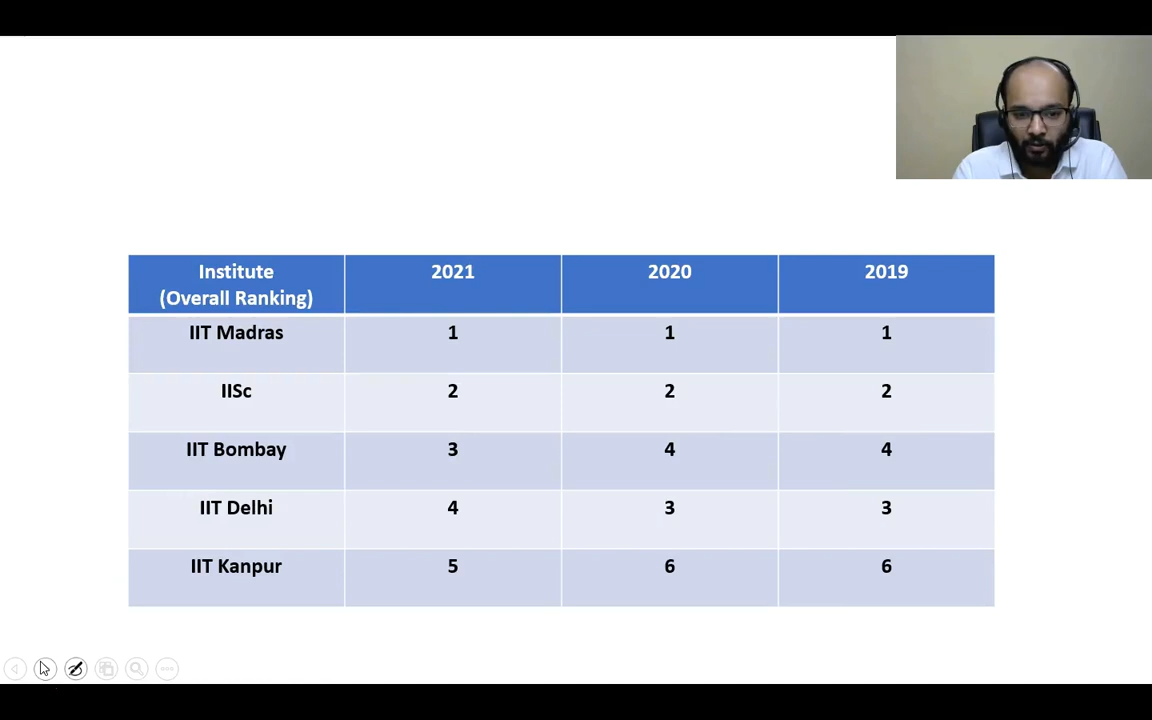 Institute 2021 2020 2019
(Overall Ranking)
IIT Madras 1 1 1
IISc 2 2 2
IIT Bombay 3 4 4
IIT Delhi 4 3 3
IIT Kanpur 5 6 6